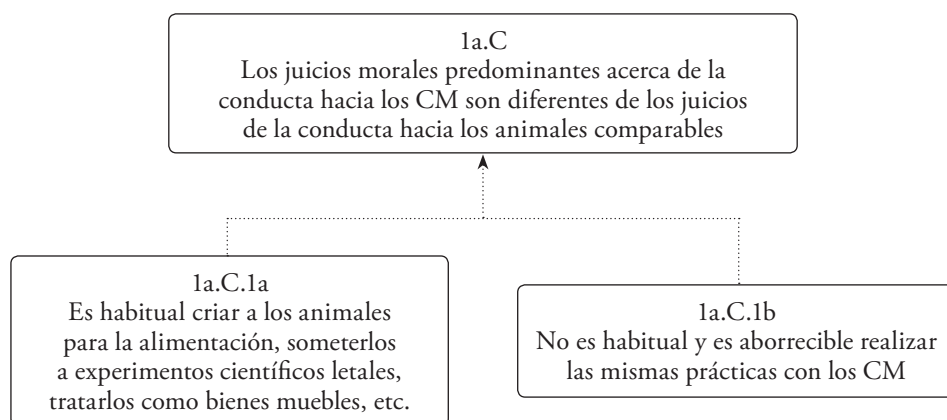 1a.C
Los juicios morales predominantes acerca de la
conducta hacia los CM son diferentes de los juicios
de la conducta hacia los animales comparables
1a.C.1a
Es habitual criar a los animales
para la alimentación, someterlos
a experimentos científicos letales,
tratarlos como bienes muebles, etc.
1a.C.1b
No es habitual y es aborrecible realizar
las mismas prácticas con los CM